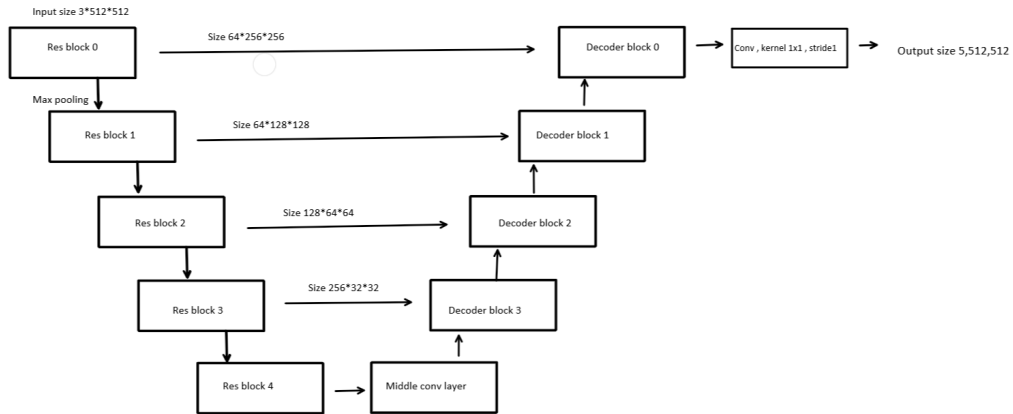 Input size 3*512*512
Res block 0
Size 64*256*256
Decoder block 0
Conv , kernel 1x1 , stride1
Output size 5,512,512
Max pooling
Res block 1
Size 64*128*128
Decoder block 1
Res block 2
Size 128*64*64
Decoder block 2
Res block 3
Size 256*32*32
Decoder block 3
Res block 4
Middle conv layer